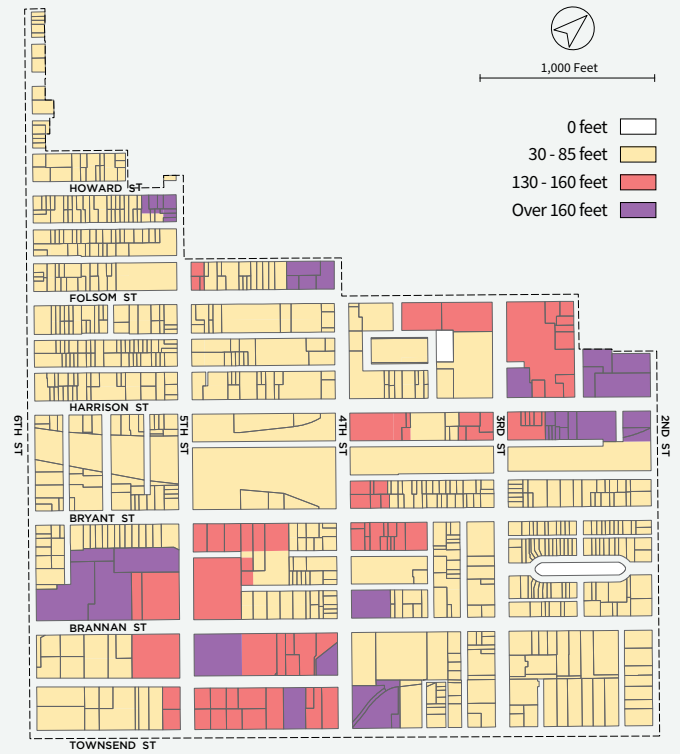 1,000 Feet
0 feet
30 - 85 feet
130 - 160 feet
Over 160 feet
HOWARD ST
FOLSOM ST
HARRISON ST
6TH ST
5TH ST
4TH ST
3RD ST
2ND ST
BRYANT ST
BRANNAN ST
TOWNSEND ST